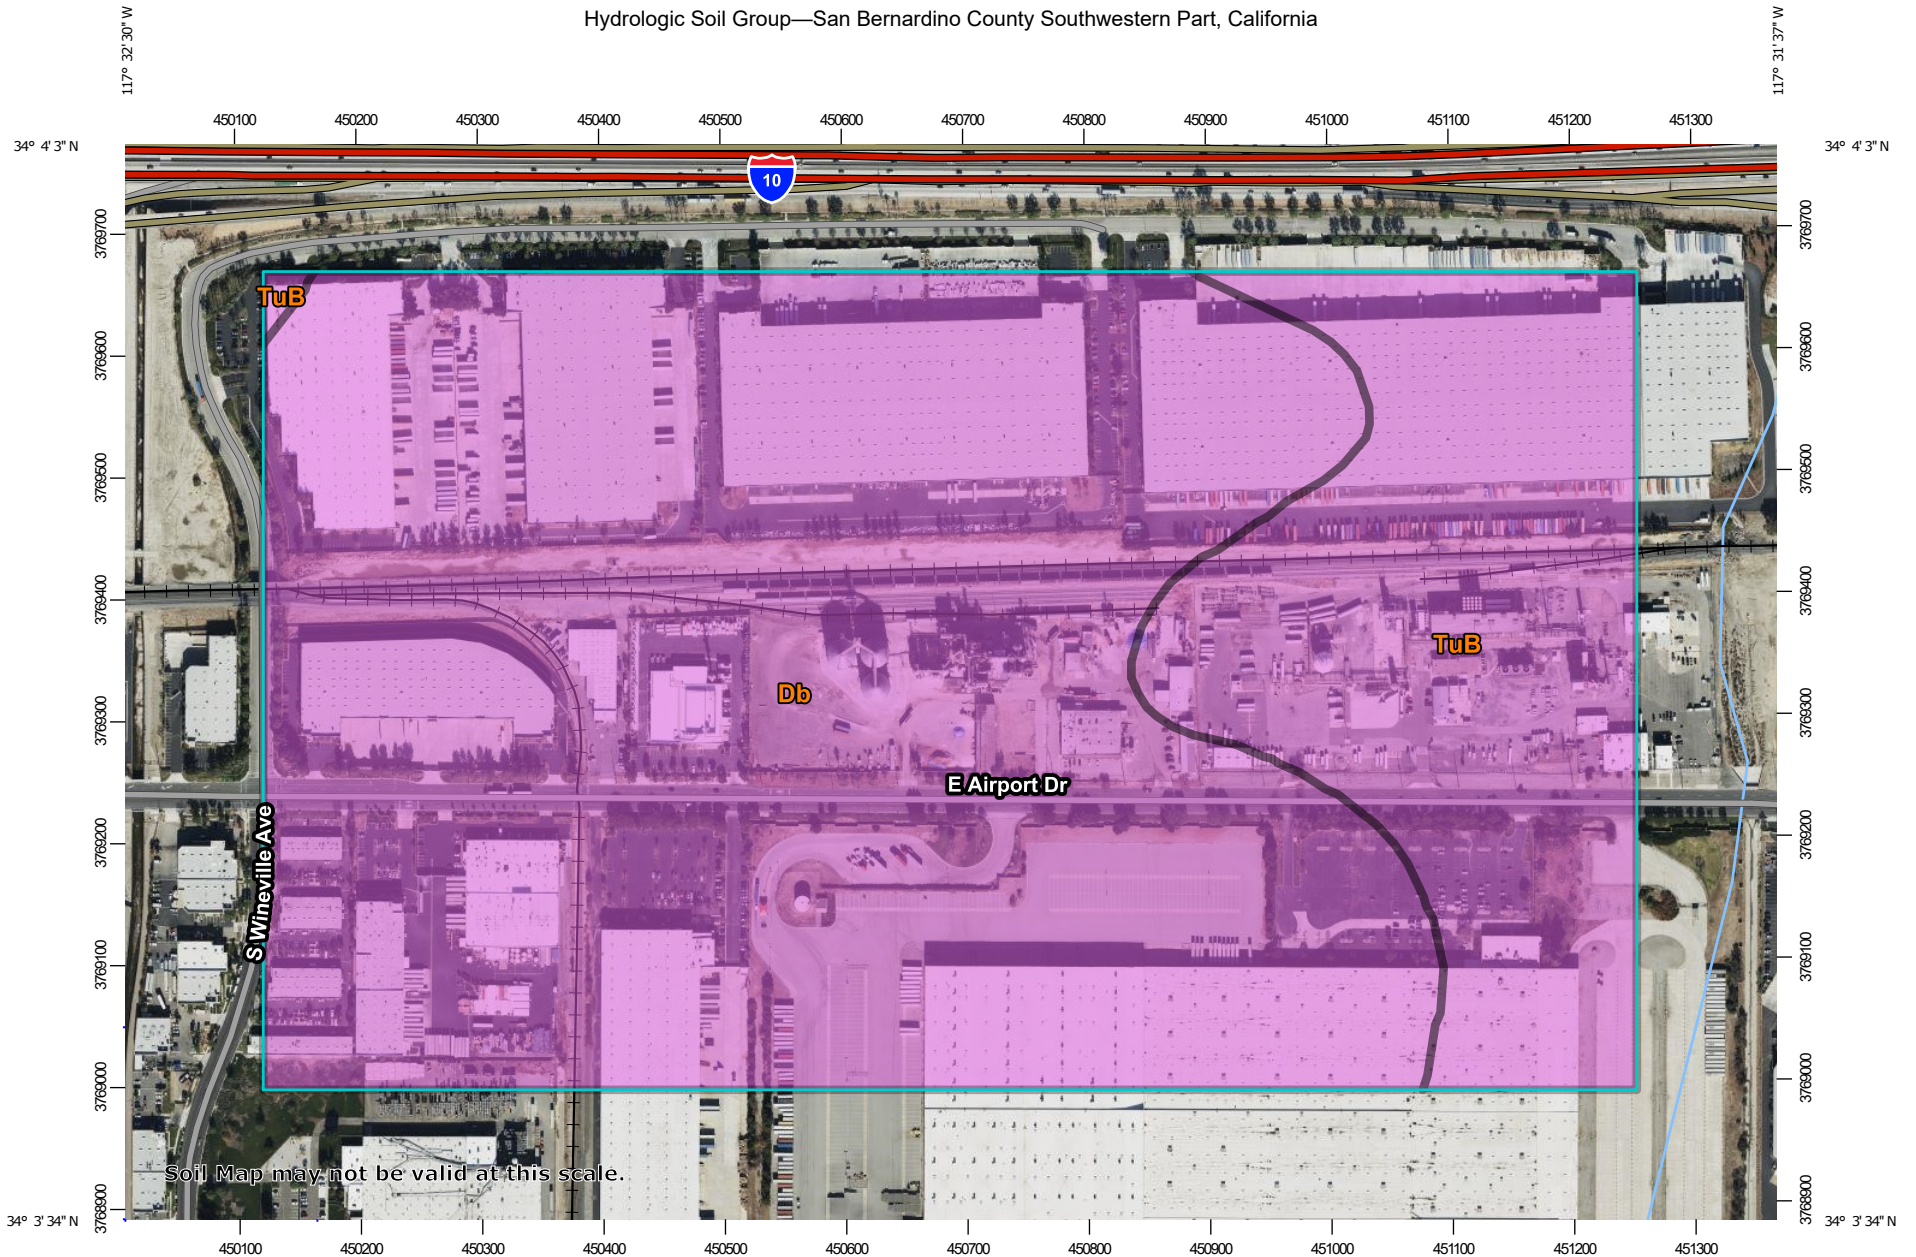 Hydrologic Soil Group—San Bernardino County Southwestern Part, California
117° 32' 30" W
117° 31' 37" W
450100 450200 450300 450400 450500 450600 450700 450800 450900 451000 451100 451200 451300
34° 4' 3" N
34° 4' 3" N
10
3769700
3769700
TuB
3769600
3769600
3769500
3769500
3769400
3769400
TuB
Db
3769300
3769300
E Airport Dr
S Wineville Ave
3769200
3769200
3769100
3769100
3769000
3769000
Soil Map may not be valid at this scale.
3768900
3768900
34° 3' 34" N
34° 3' 34" N
450100 450200 450300 450400 450500 450600 450700 450800 450900 451000 451100 451200 451300